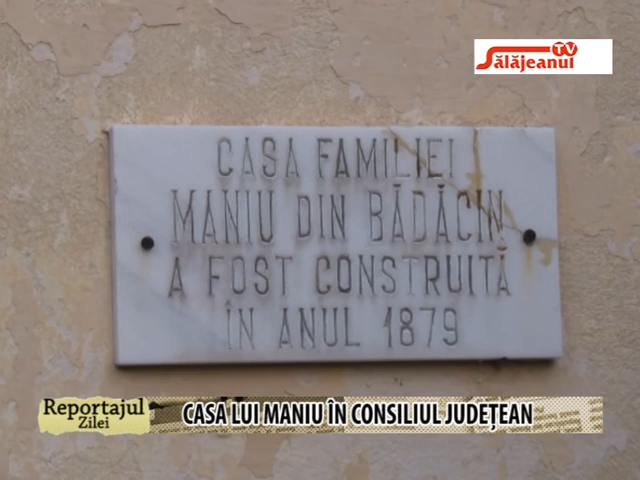 Sălăjeanul TV
CASA FAMILIEI
MANIU DIN BĂDĂCIN
A FOST CONSTRUITĂ
ÎN ANUL 1879
Reportajul
Zilei
CASA LUI MANIU ÎN CONSILIUL JUDEȚEAN